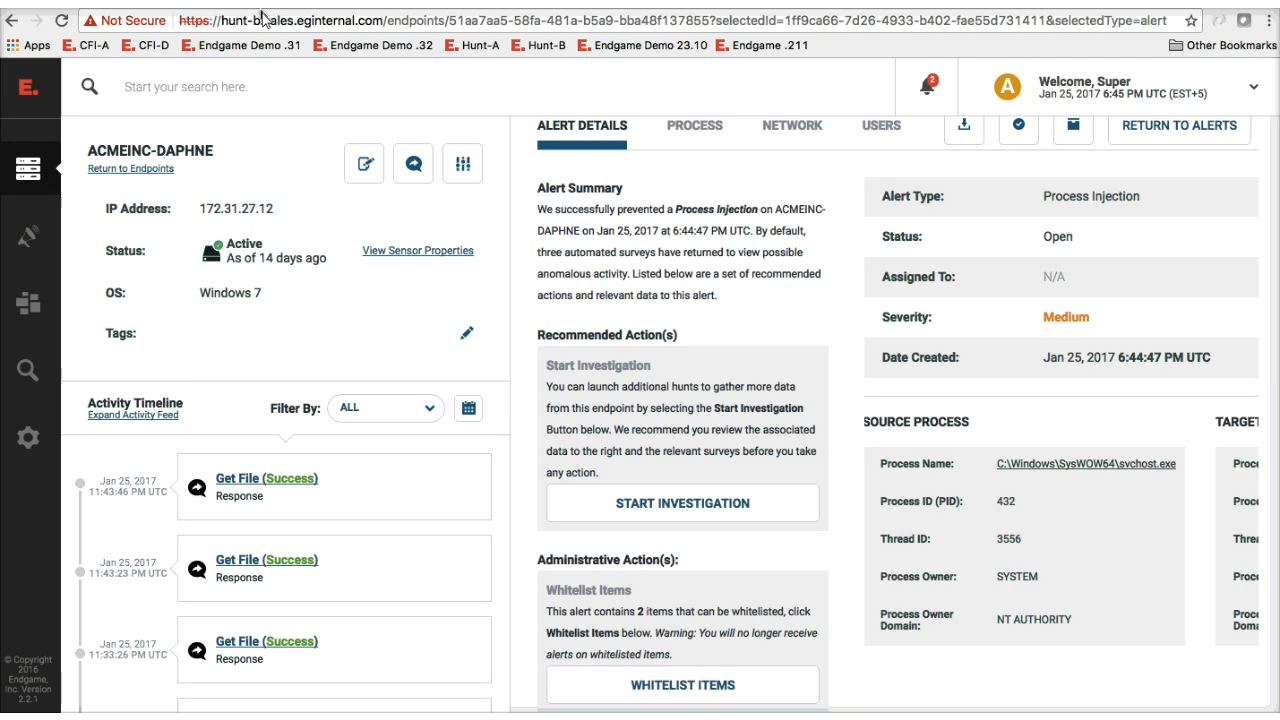 Not Secure https://hunt-b.sales.eginternal.com/endpoints/51aa7aa5-58fa-481a-b5a9-bba48f13785b?selectedId=1ff9ca66-7d26-4933-b402-fae55d731411&selectedType=alert
Apps E. CFI-A E. CFI-D E. Endgame Demo .31 E. Endgame Demo .32 E. Hunt-A E. Hunt-B E. Endgame Demo 23.10 E. Endgame .211 Other Bookmarks
E.
Start your search here.
2
A
Welcome, Super
Jan 25, 2017 6:45 PM UTC (EST+5)
ACMEINC-DAPHNE
Return to Endpoints
IP Address: 172.31.27.12
Status: Active
As of 14 days ago
View Sensor Properties
OS: Windows 7
Tags:
Activity Timeline
Expand Activity Feed
Filter By: ALL
Jan 25, 2017
11:43:46 PM UTC
Get File (Success)
Response
Jan 25, 2017
11:43:23 PM UTC
Get File (Success)
Response
Jan 25, 2017
11:33:26 PM UTC
Get File (Success)
Response
© Copyright
2016
Endgame,
Inc. Version
2.2.1
ALERT DETAILS PROCESS NETWORK USERS RETURN TO ALERTS
Alert Summary
We successfully prevented a Process Injection on ACMEINC-
DAPHNE on Jan 25, 2017 at 6:44:47 PM UTC. By default,
three automated surveys have returned to view possible
anomalous activity. Listed below are a set of recommended
actions and relevant data to this alert.
Recommended Action(s)
Start Investigation
You can launch additional hunts to gather more data
from this endpoint by selecting the Start Investigation
Button below. We recommend you review the associated
data to the right and the relevant surveys before you take
any action.
START INVESTIGATION
Administrative Action(s):
Whitelist Items
This alert contains 2 items that can be whitelisted, click
Whitelist Items below. Warning: You will no longer receive
alerts on whitelisted items.
WHITELIST ITEMS
Alert Type: Process Injection
Status: Open
Assigned To: N/A
Severity: Medium
Date Created: Jan 25, 2017 6:44:47 PM UTC
SOURCE PROCESS
Process Name: C:\Windows\SysWOW64\svchost.exe
Process ID (PID): 432
Thread ID: 3556
Process Owner: SYSTEM
Process Owner
Domain:
NT AUTHORITY
TARGET
Proce
Proce
Threa
Proce
Proce
Doma